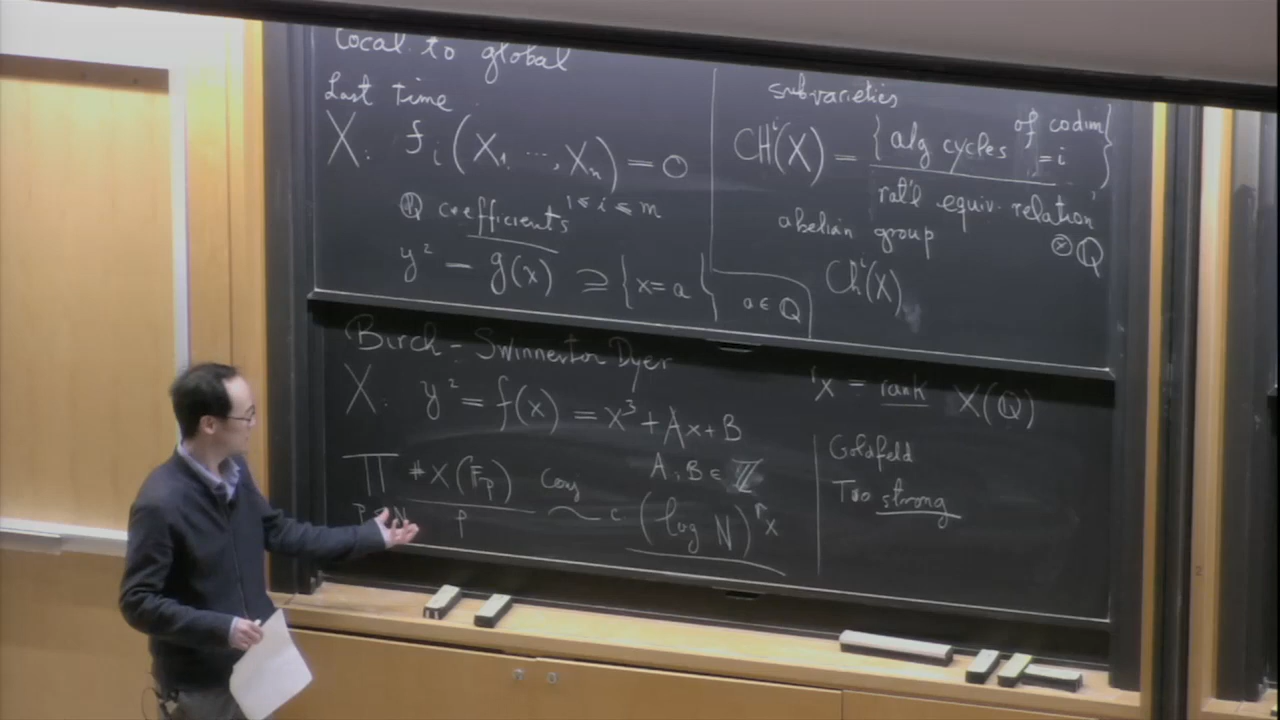 Local to global
Last time
X: f_i(X_1, ..., X_n) = 0
1 ≤ i ≤ m
ℚ coefficients
y² - g(x) ⊇ {x = a} a ∈ ℚ
subvarieties
CH^i(X) = {alg cycles of codim = i} / rat'l equiv. relation
abelian group ⊗ℚ
Ch^i(X)
Birch - Swinnerton Dyer
X: y² = f(x) = x³ + Ax + B
A, B ∈ ℤ
∏ #X(F_p) / p ~ c (log N)^{r_X}
r_X = rank X(ℚ)
Goldfeld
Too strong